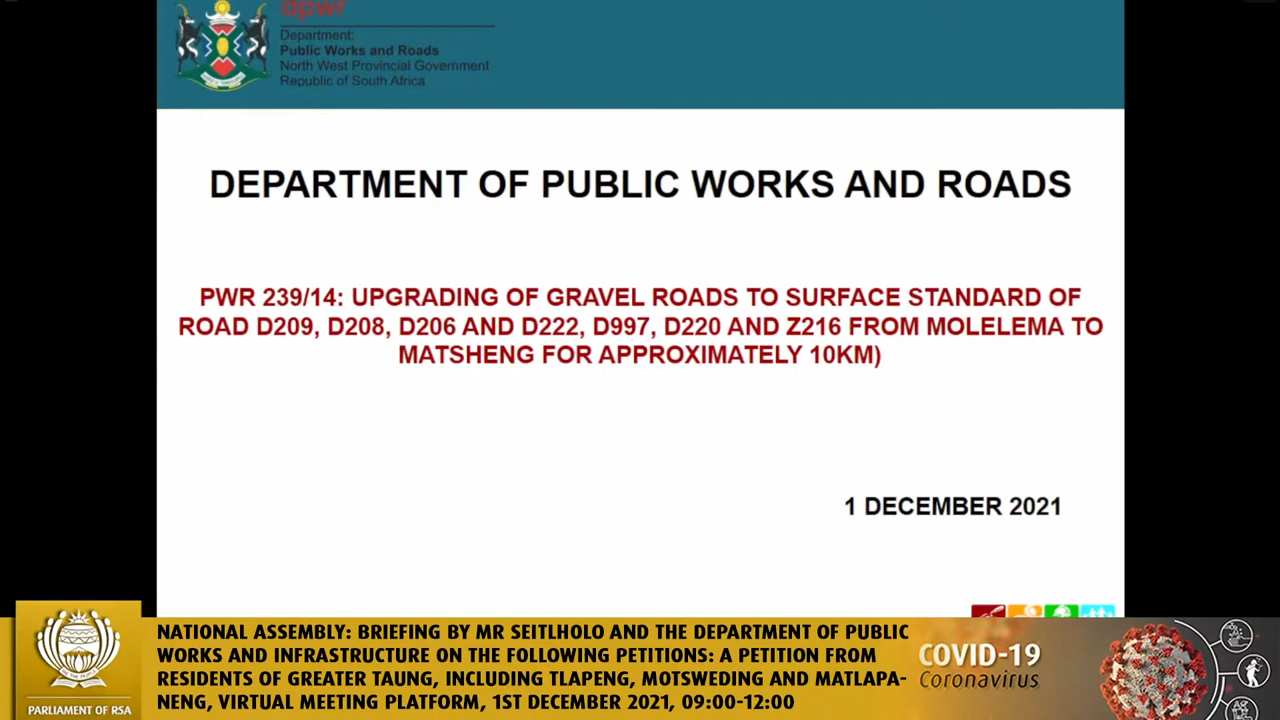 dpwr
Department:
Public Works and Roads
North West Provincial Government
Republic of South Africa
DEPARTMENT OF PUBLIC WORKS AND ROADS
PWR 239/14: UPGRADING OF GRAVEL ROADS TO SURFACE STANDARD OF
ROAD D209, D208, D206 AND D222, D997, D220 AND Z216 FROM MOLELEMA TO
MATSHENG FOR APPROXIMATELY 10KM)
1 DECEMBER 2021
NATIONAL ASSEMBLY: BRIEFING BY MR SEITLHOLO AND THE DEPARTMENT OF PUBLIC
WORKS AND INFRASTRUCTURE ON THE FOLLOWING PETITIONS: A PETITION FROM
RESIDENTS OF GREATER TAUNG, INCLUDING TLAPENG, MOTSWEDING AND MATLAPA-
NENG, VIRTUAL MEETING PLATFORM, 1ST DECEMBER 2021, 09:00-12:00
PARLIAMENT OF RSA
COVID-19
Coronavirus